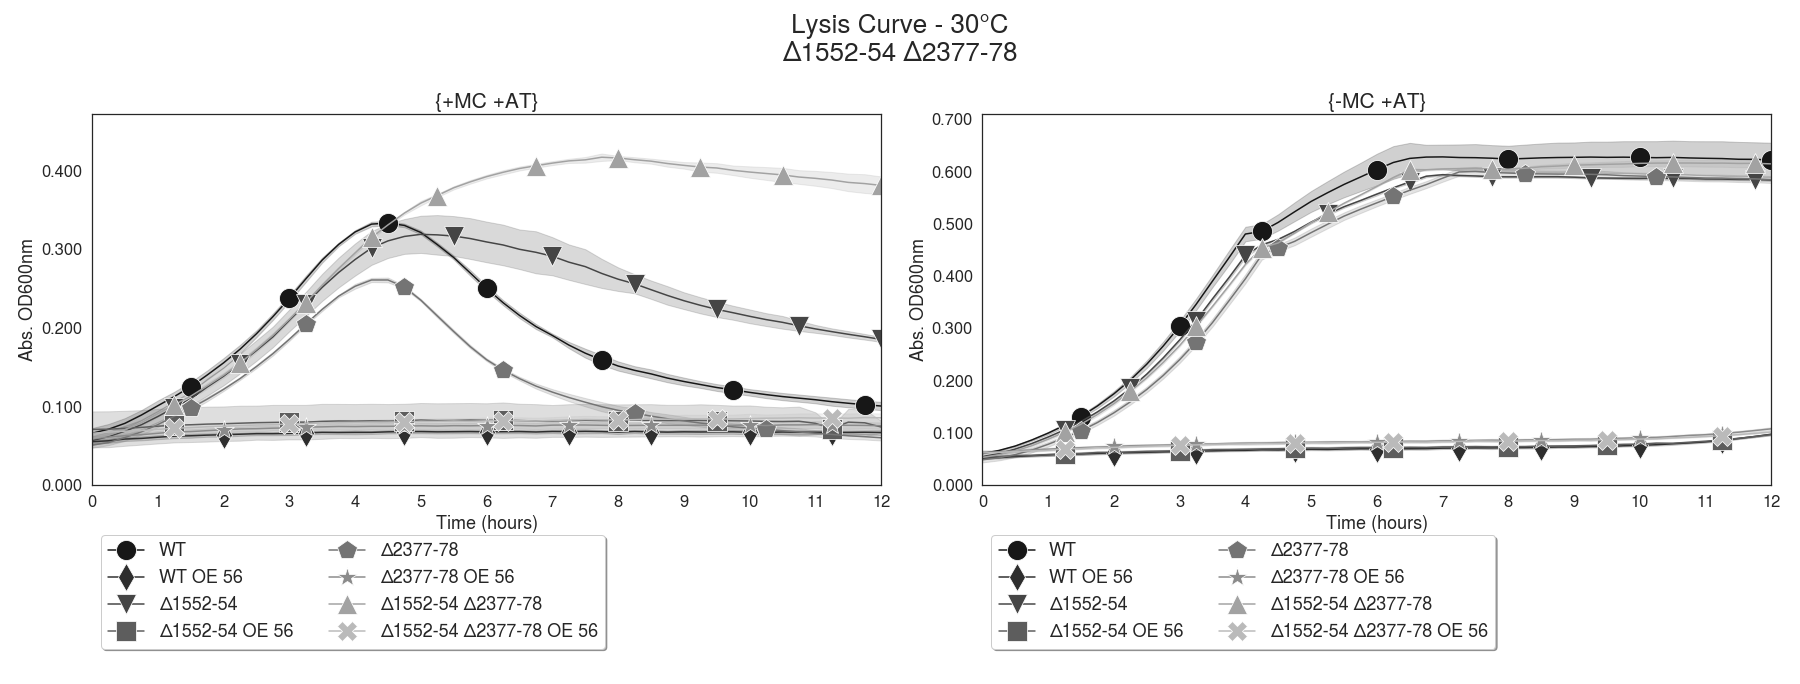 Lysis Curve - 30°C
Δ1552-54 Δ2377-78
{+MC +AT}
Abs. OD600nm
0.400
0.300
0.200
0.100
0.000
0 1 2 3 4 5 6 7 8 9 10 11 12
Time (hours)
WT
WT OE 56
Δ1552-54
Δ1552-54 OE 56
Δ2377-78
Δ2377-78 OE 56
Δ1552-54 Δ2377-78
Δ1552-54 Δ2377-78 OE 56
{-MC +AT}
Abs. OD600nm
0.700
0.600
0.500
0.400
0.300
0.200
0.100
0.000
0 1 2 3 4 5 6 7 8 9 10 11 12
Time (hours)
WT
WT OE 56
Δ1552-54
Δ1552-54 OE 56
Δ2377-78
Δ2377-78 OE 56
Δ1552-54 Δ2377-78
Δ1552-54 Δ2377-78 OE 56